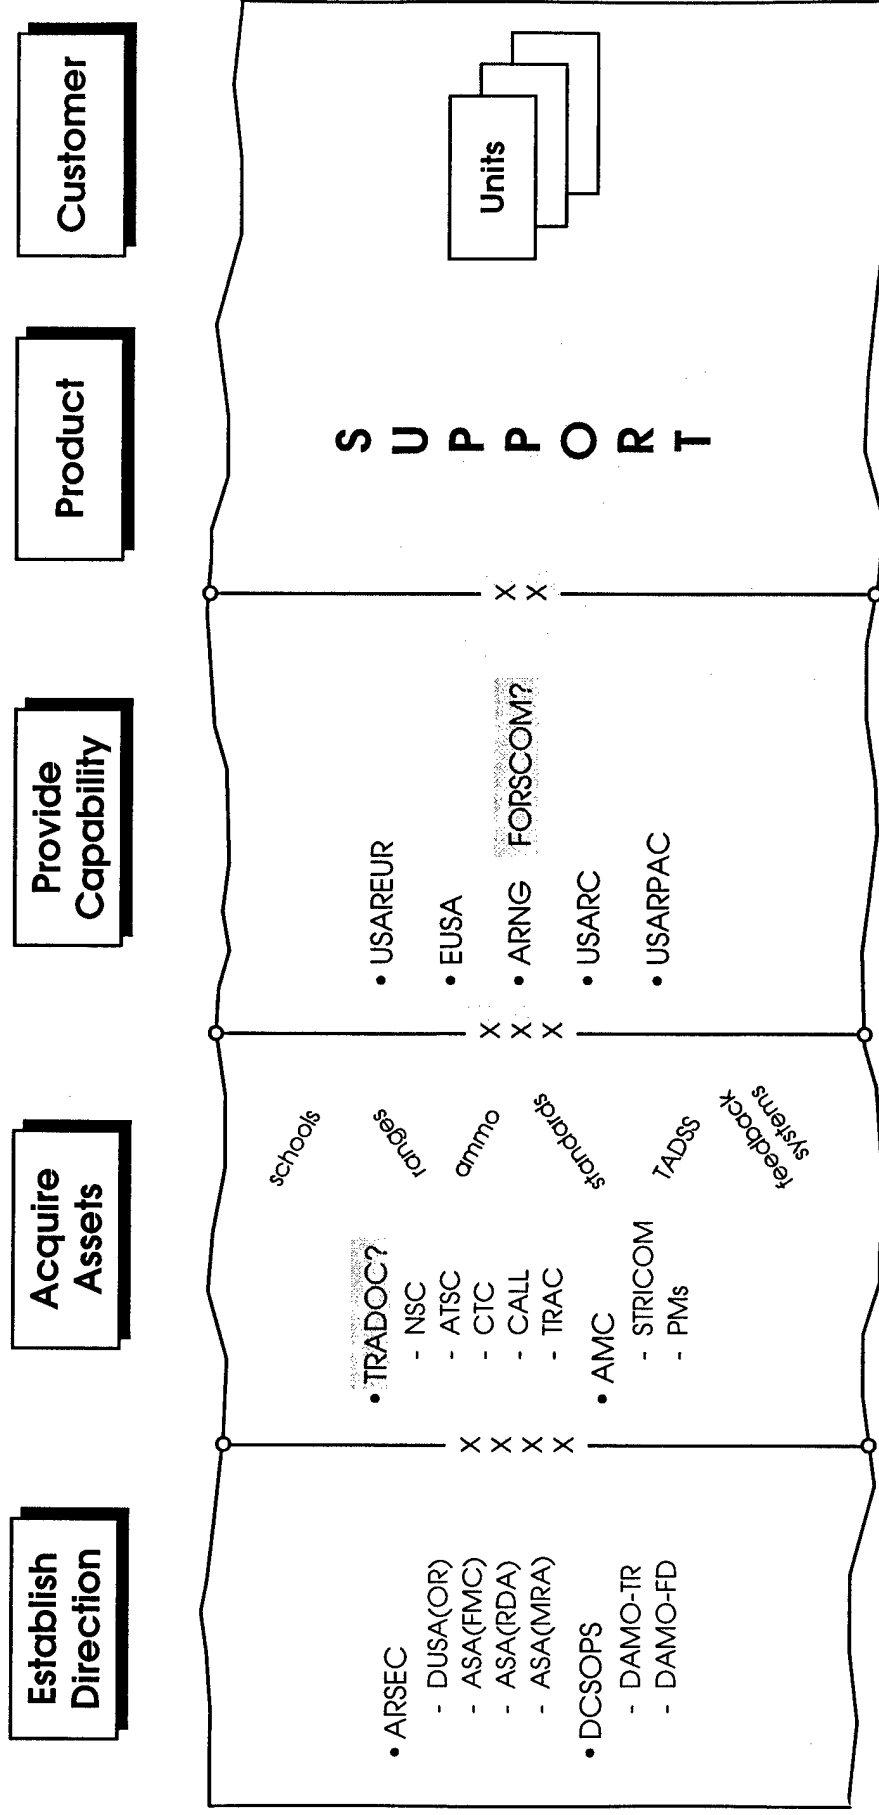 Establish
Direction
Acquire
Assets
Provide
Capability
Product
Customer
• ARSEC
- DUSA(OR)
- ASA(FMC)
- ASA(RDA)
- ASA(MRA)
• DCSOPS
- DAMO-TR
- DAMO-FD
X X X X
• TRADOC?
- NSC
- ATSC
- CTC
- CALL
- TRAC
• AMC
- STRICOM
- PMs
schools
ranges
ammo
standards
TADSS
feedback
systems
X X X
• USAREUR
• EUSA
• ARNG FORSCOM?
• USARC
• USARPAC
X X
S
U
P
P
O
R
T
Units